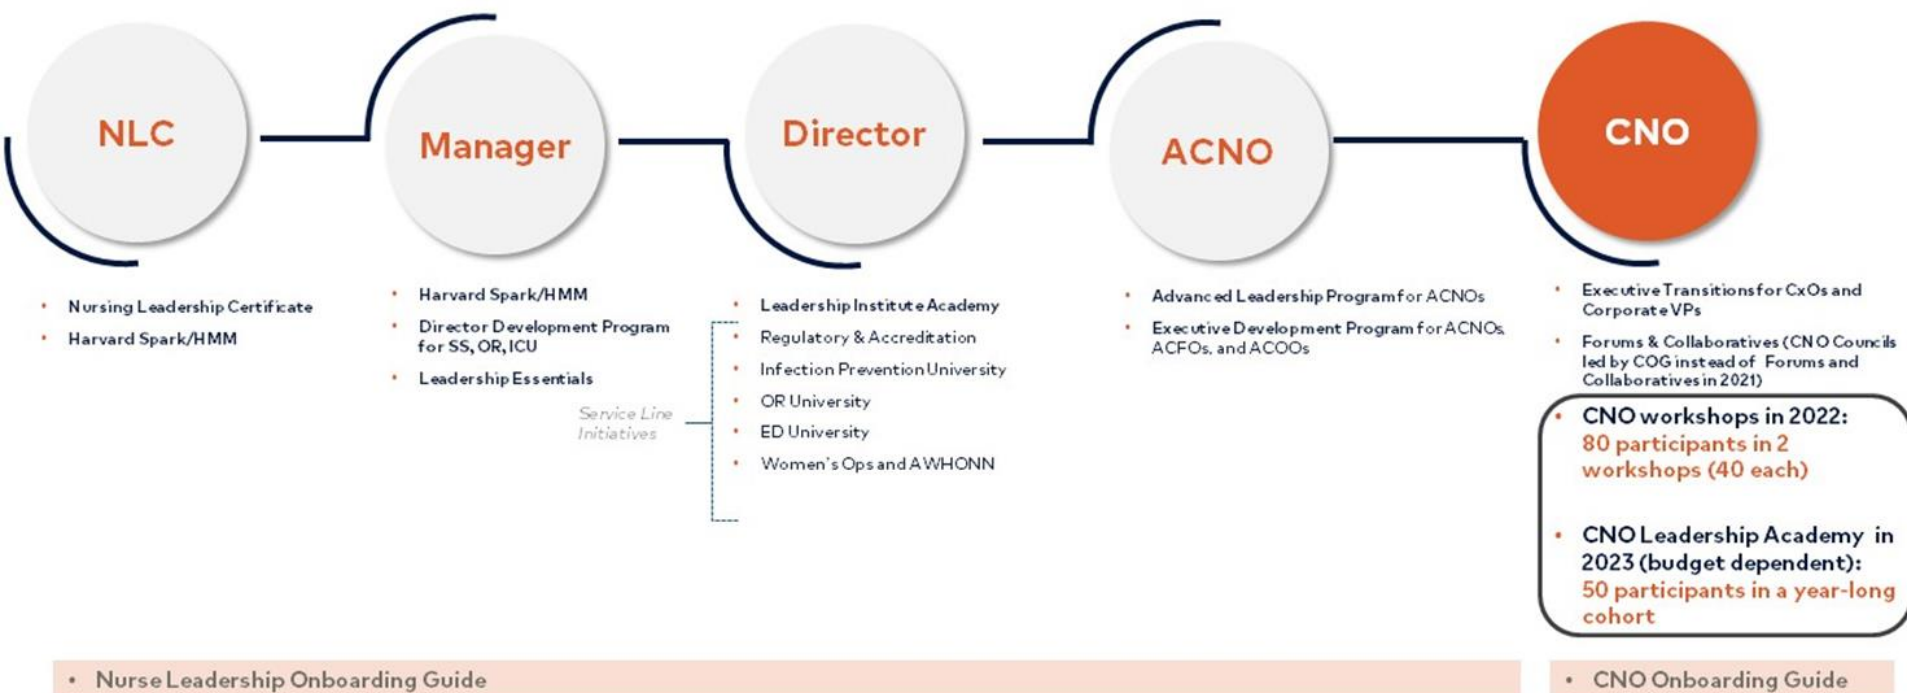 NLC
Manager
Director
ACNO
CNO
• Nursing Leadership Certificate
• Harvard Spark/HMM
• Harvard Spark/HMM
• Director Development Program
for SS, OR, ICU
• Leadership Essentials
Service Line
Initiatives
• Leadership Institute Academy
• Regulatory & Accreditation
• Infection Prevention University
• OR University
• ED University
• Women's Ops and AWHONN
• Advanced Leadership Program for ACNOs
• Executive Development Program for ACNOs,
ACFOs, and ACOOs
• Executive Transitions for CxOs and
Corporate VPs
• Forums & Collaboratives (CNO Councils
led by COG instead of Forums and
Collaboratives in 2021)
• CNO workshops in 2022:
80 participants in 2
workshops (40 each)
• CNO Leadership Academy in
2023 (budget dependent):
50 participants in a year-long
cohort
• Nurse Leadership Onboarding Guide
• CNO Onboarding Guide